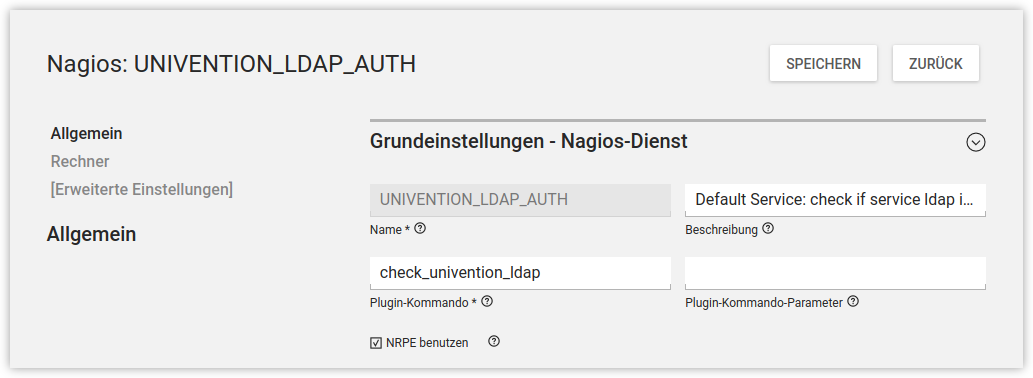 Nagios: UNIVENTION_LDAP_AUTH
SPEICHERN
ZURÜCK
Allgemein
Rechner
[Erweiterte Einstellungen]
Allgemein
Grundeinstellungen - Nagios-Dienst
UNIVENTION_LDAP_AUTH
Default Service: check if service ldap i...
Name *
Beschreibung
check_univention_ldap
Plugin-Kommando *
Plugin-Kommando-Parameter
NRPE benutzen